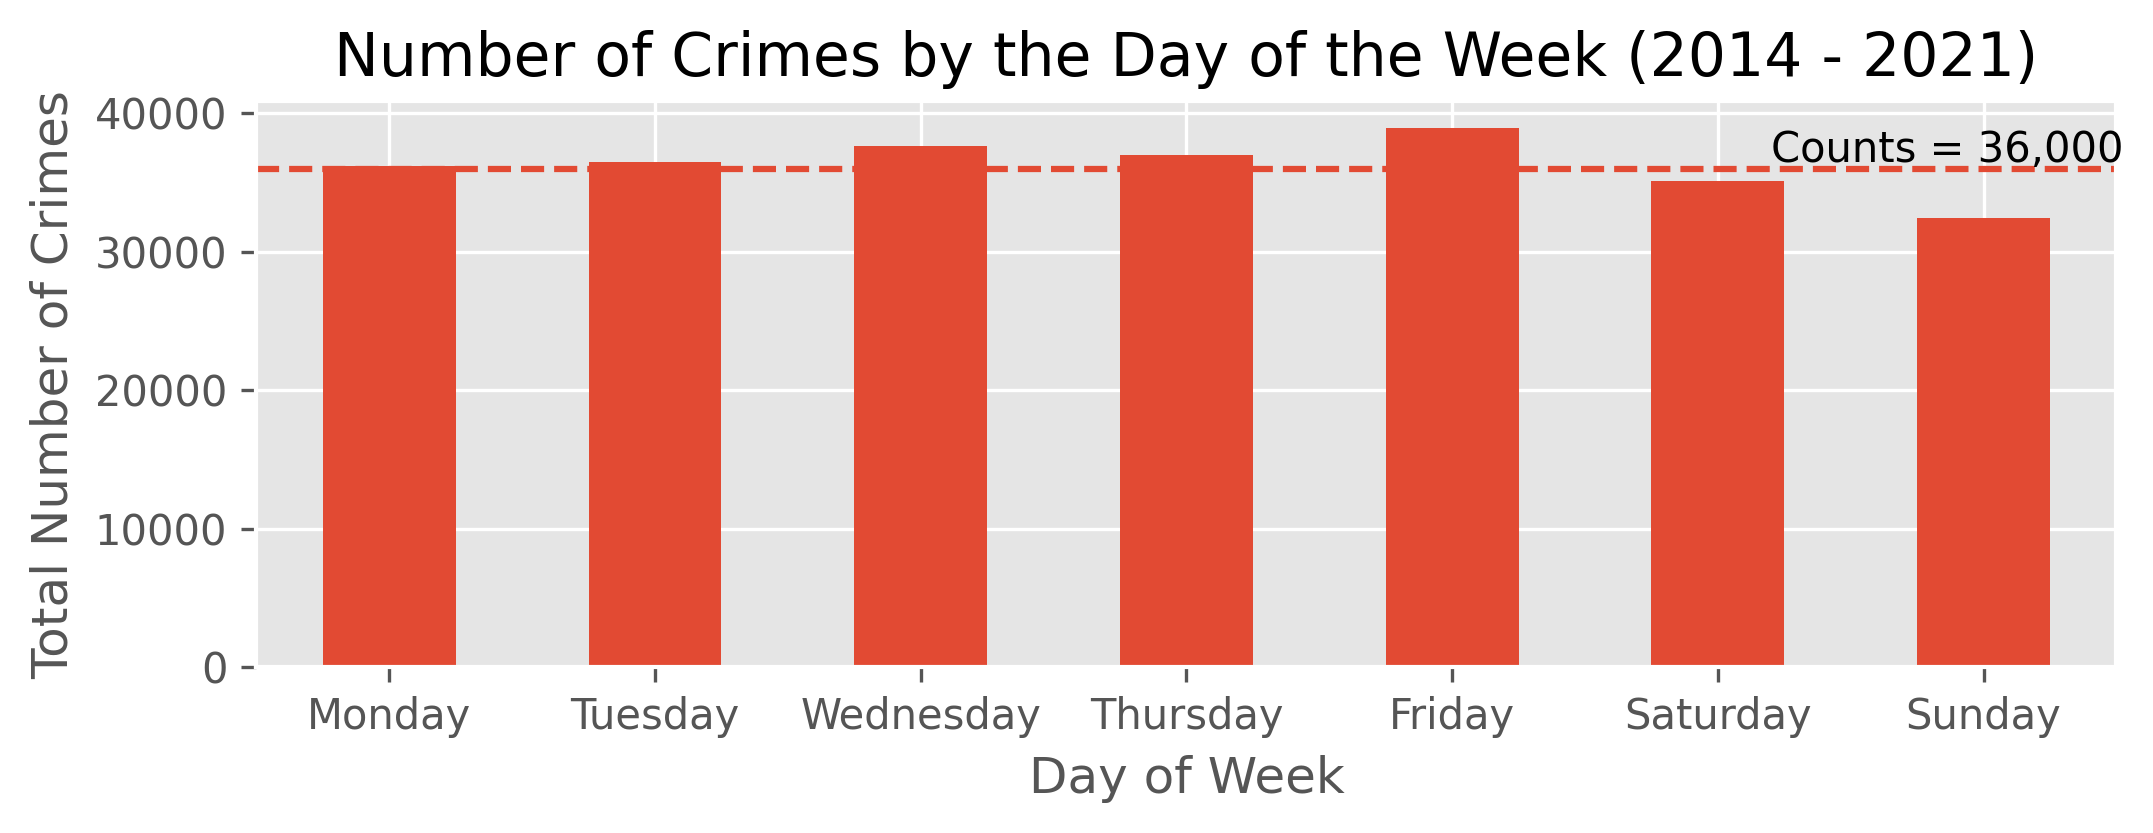 Number of Crimes by the Day of the Week (2014 - 2021)
Total Number of Crimes
40000
30000
20000
10000
0
Counts = 36,000
Monday Tuesday Wednesday Thursday Friday Saturday Sunday
Day of Week